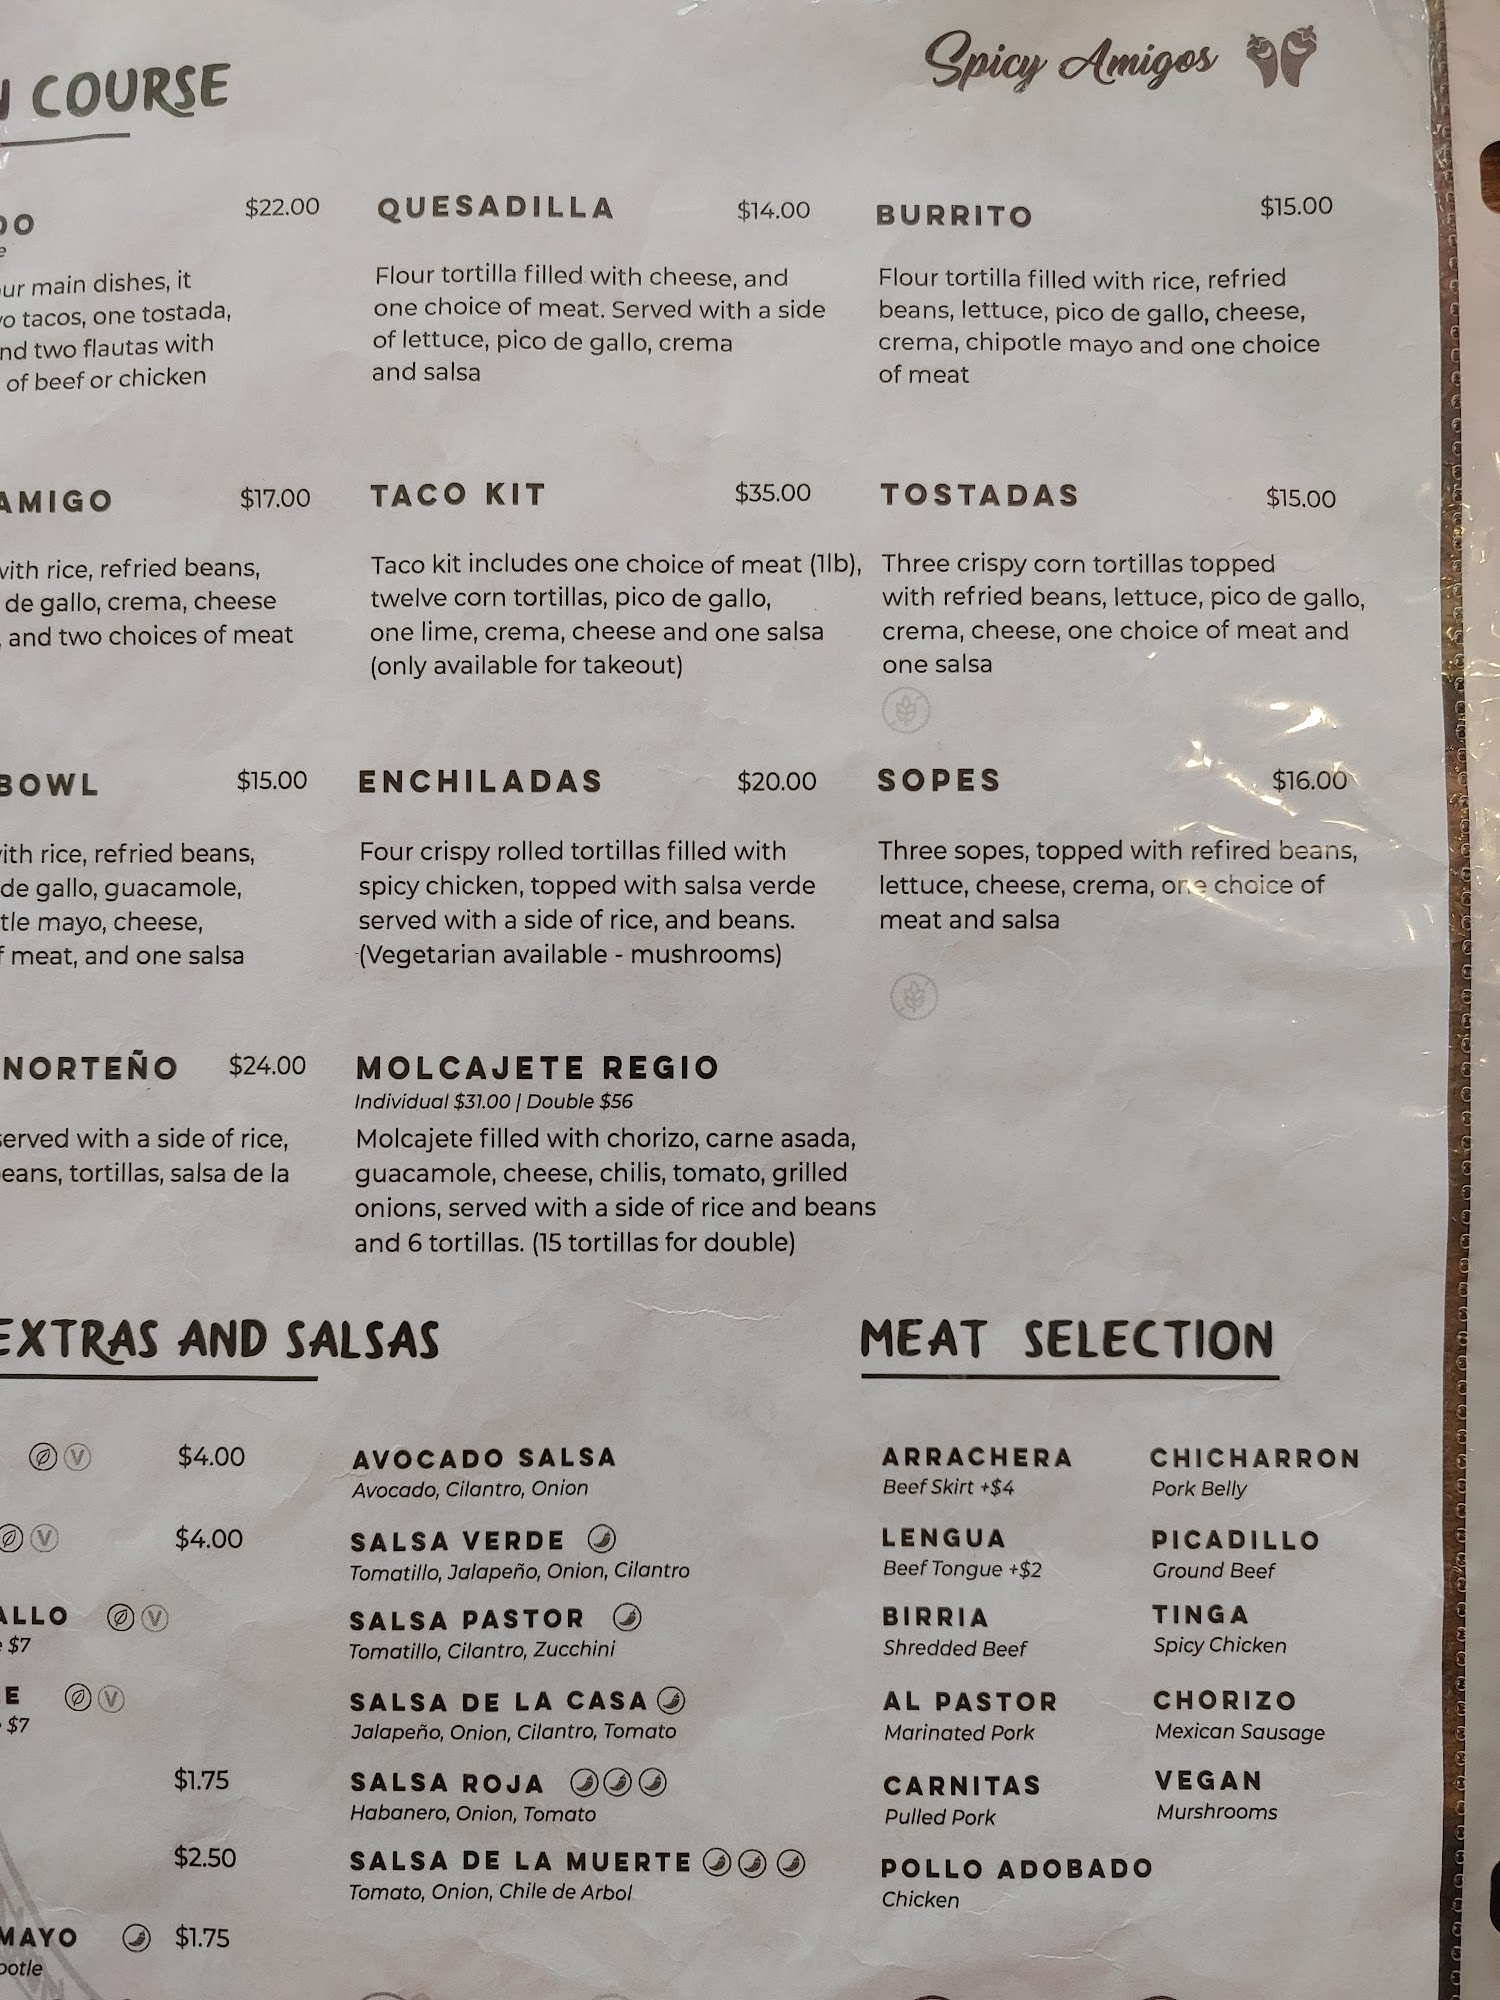 Spicy Amigos
COURSE
$22.00
ur main dishes, it
tacos, one tostada,
two flautas with
of beef or chicken
QUESADILLA $14.00
Flour tortilla filled with cheese, and
one choice of meat. Served with a side
of lettuce, pico de gallo, crema
and salsa
BURRITO $15.00
Flour tortilla filled with rice, refried
beans, lettuce, pico de gallo, cheese,
crema, chipotle mayo and one choice
of meat
AMIGO $17.00
with rice, refried beans,
de gallo, crema, cheese
, and two choices of meat
TACO KIT $35.00
Taco kit includes one choice of meat (1lb),
twelve corn tortillas, pico de gallo,
one lime, crema, cheese and one salsa
(only available for takeout)
TOSTADAS $15.00
Three crispy corn tortillas topped
with refried beans, lettuce, pico de gallo,
crema, cheese, one choice of meat and
one salsa
BOWL $15.00
with rice, refried beans,
de gallo, guacamole,
tle mayo, cheese,
f meat, and one salsa
ENCHILADAS $20.00
Four crispy rolled tortillas filled with
spicy chicken, topped with salsa verde
served with a side of rice, and beans.
(Vegetarian available - mushrooms)
SOPES $16.00
Three sopes, topped with refired beans,
lettuce, cheese, crema, one choice of
meat and salsa
NORTEÑO $24.00
served with a side of rice,
eans, tortillas, salsa de la
MOLCAJETE REGIO
Individual $31.00 | Double $56
Molcajete filled with chorizo, carne asada,
guacamole, cheese, chilis, tomato, grilled
onions, served with a side of rice and beans
and 6 tortillas. (15 tortillas for double)
EXTRAS AND SALSAS
V $4.00
V $4.00
ALLO V
$7
E V
$7
$1.75
$2.50
MAYO $1.75
potle
AVOCADO SALSA
Avocado, Cilantro, Onion
SALSA VERDE
Tomatillo, Jalapeño, Onion, Cilantro
SALSA PASTOR
Tomatillo, Cilantro, Zucchini
SALSA DE LA CASA
Jalapeño, Onion, Cilantro, Tomato
SALSA ROJA
Habanero, Onion, Tomato
SALSA DE LA MUERTE
Tomato, Onion, Chile de Arbol
MEAT SELECTION
ARRACHERA
Beef Skirt +$4
LENGUA
Beef Tongue +$2
BIRRIA
Shredded Beef
AL PASTOR
Marinated Pork
CARNITAS
Pulled Pork
POLLO ADOBADO
Chicken
CHICHARRON
Pork Belly
PICADILLO
Ground Beef
TINGA
Spicy Chicken
CHORIZO
Mexican Sausage
VEGAN
Murshrooms